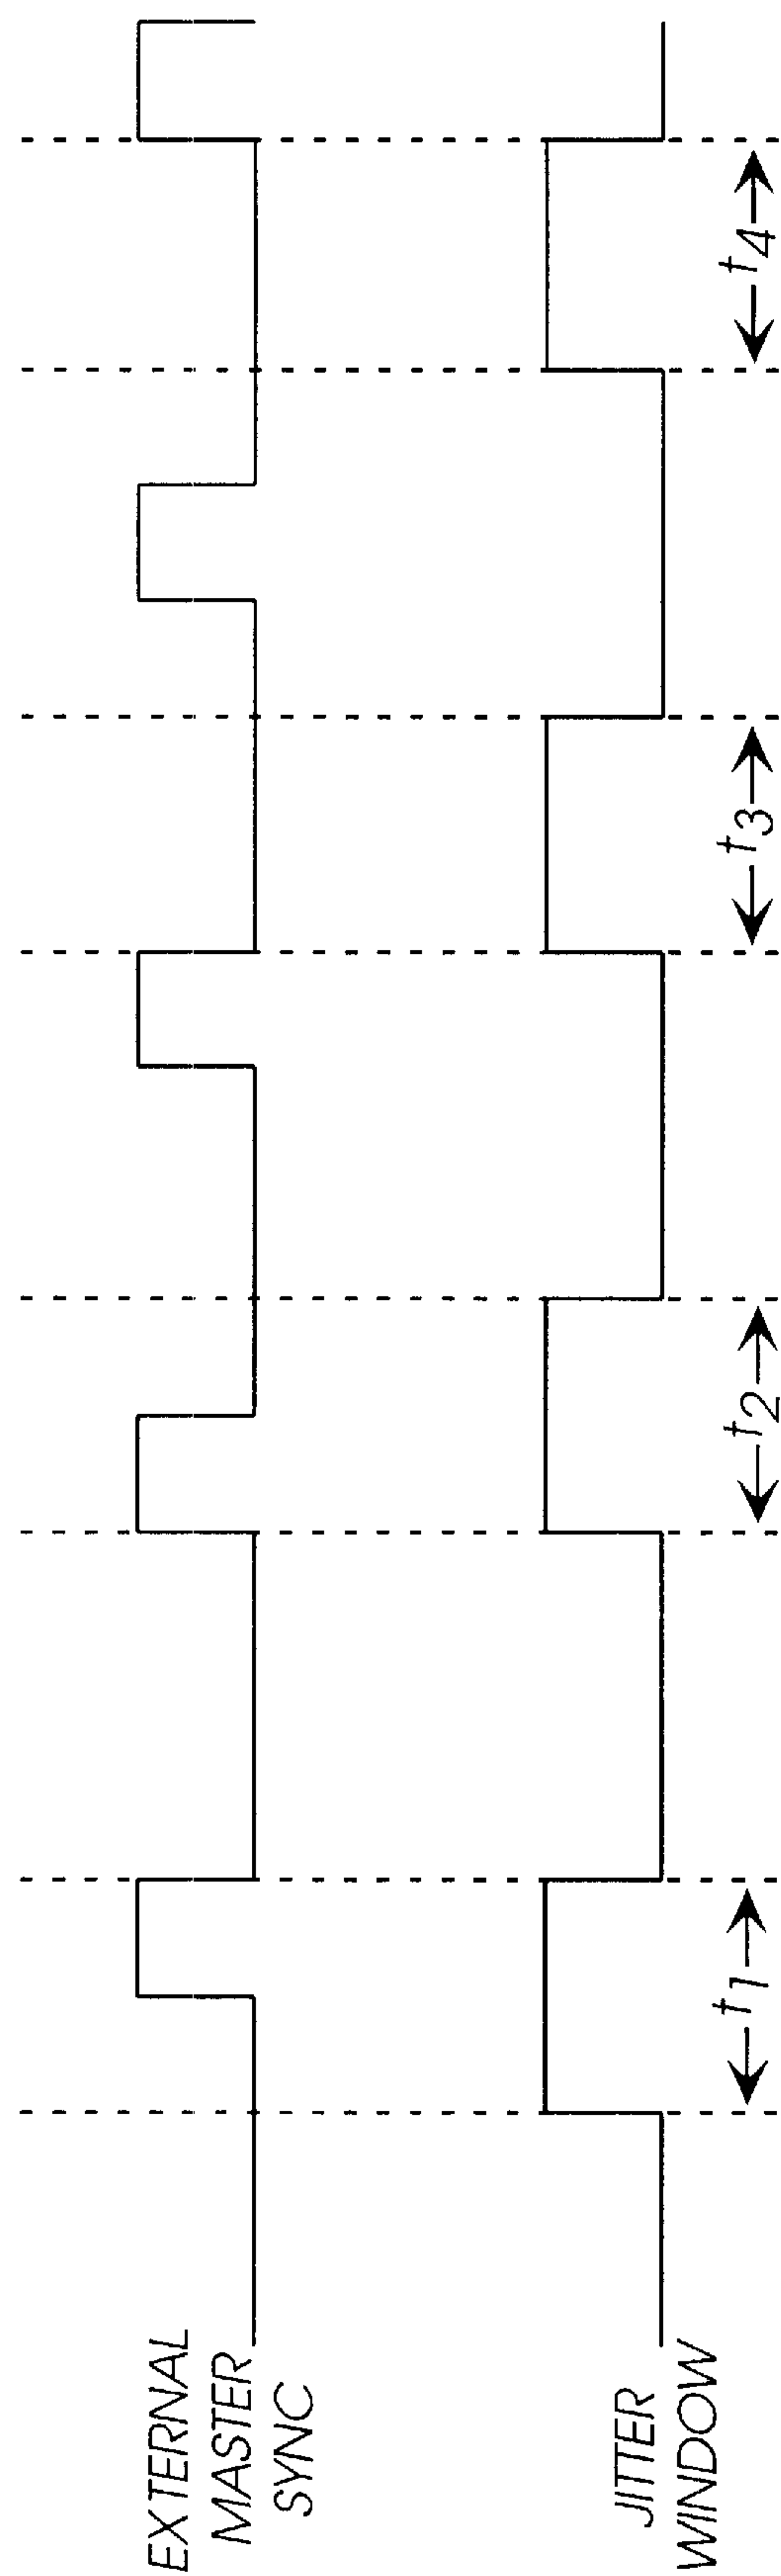 EXTERNAL
MASTER
SYNC
JITTER
WINDOW
t1
t2
t3
t4